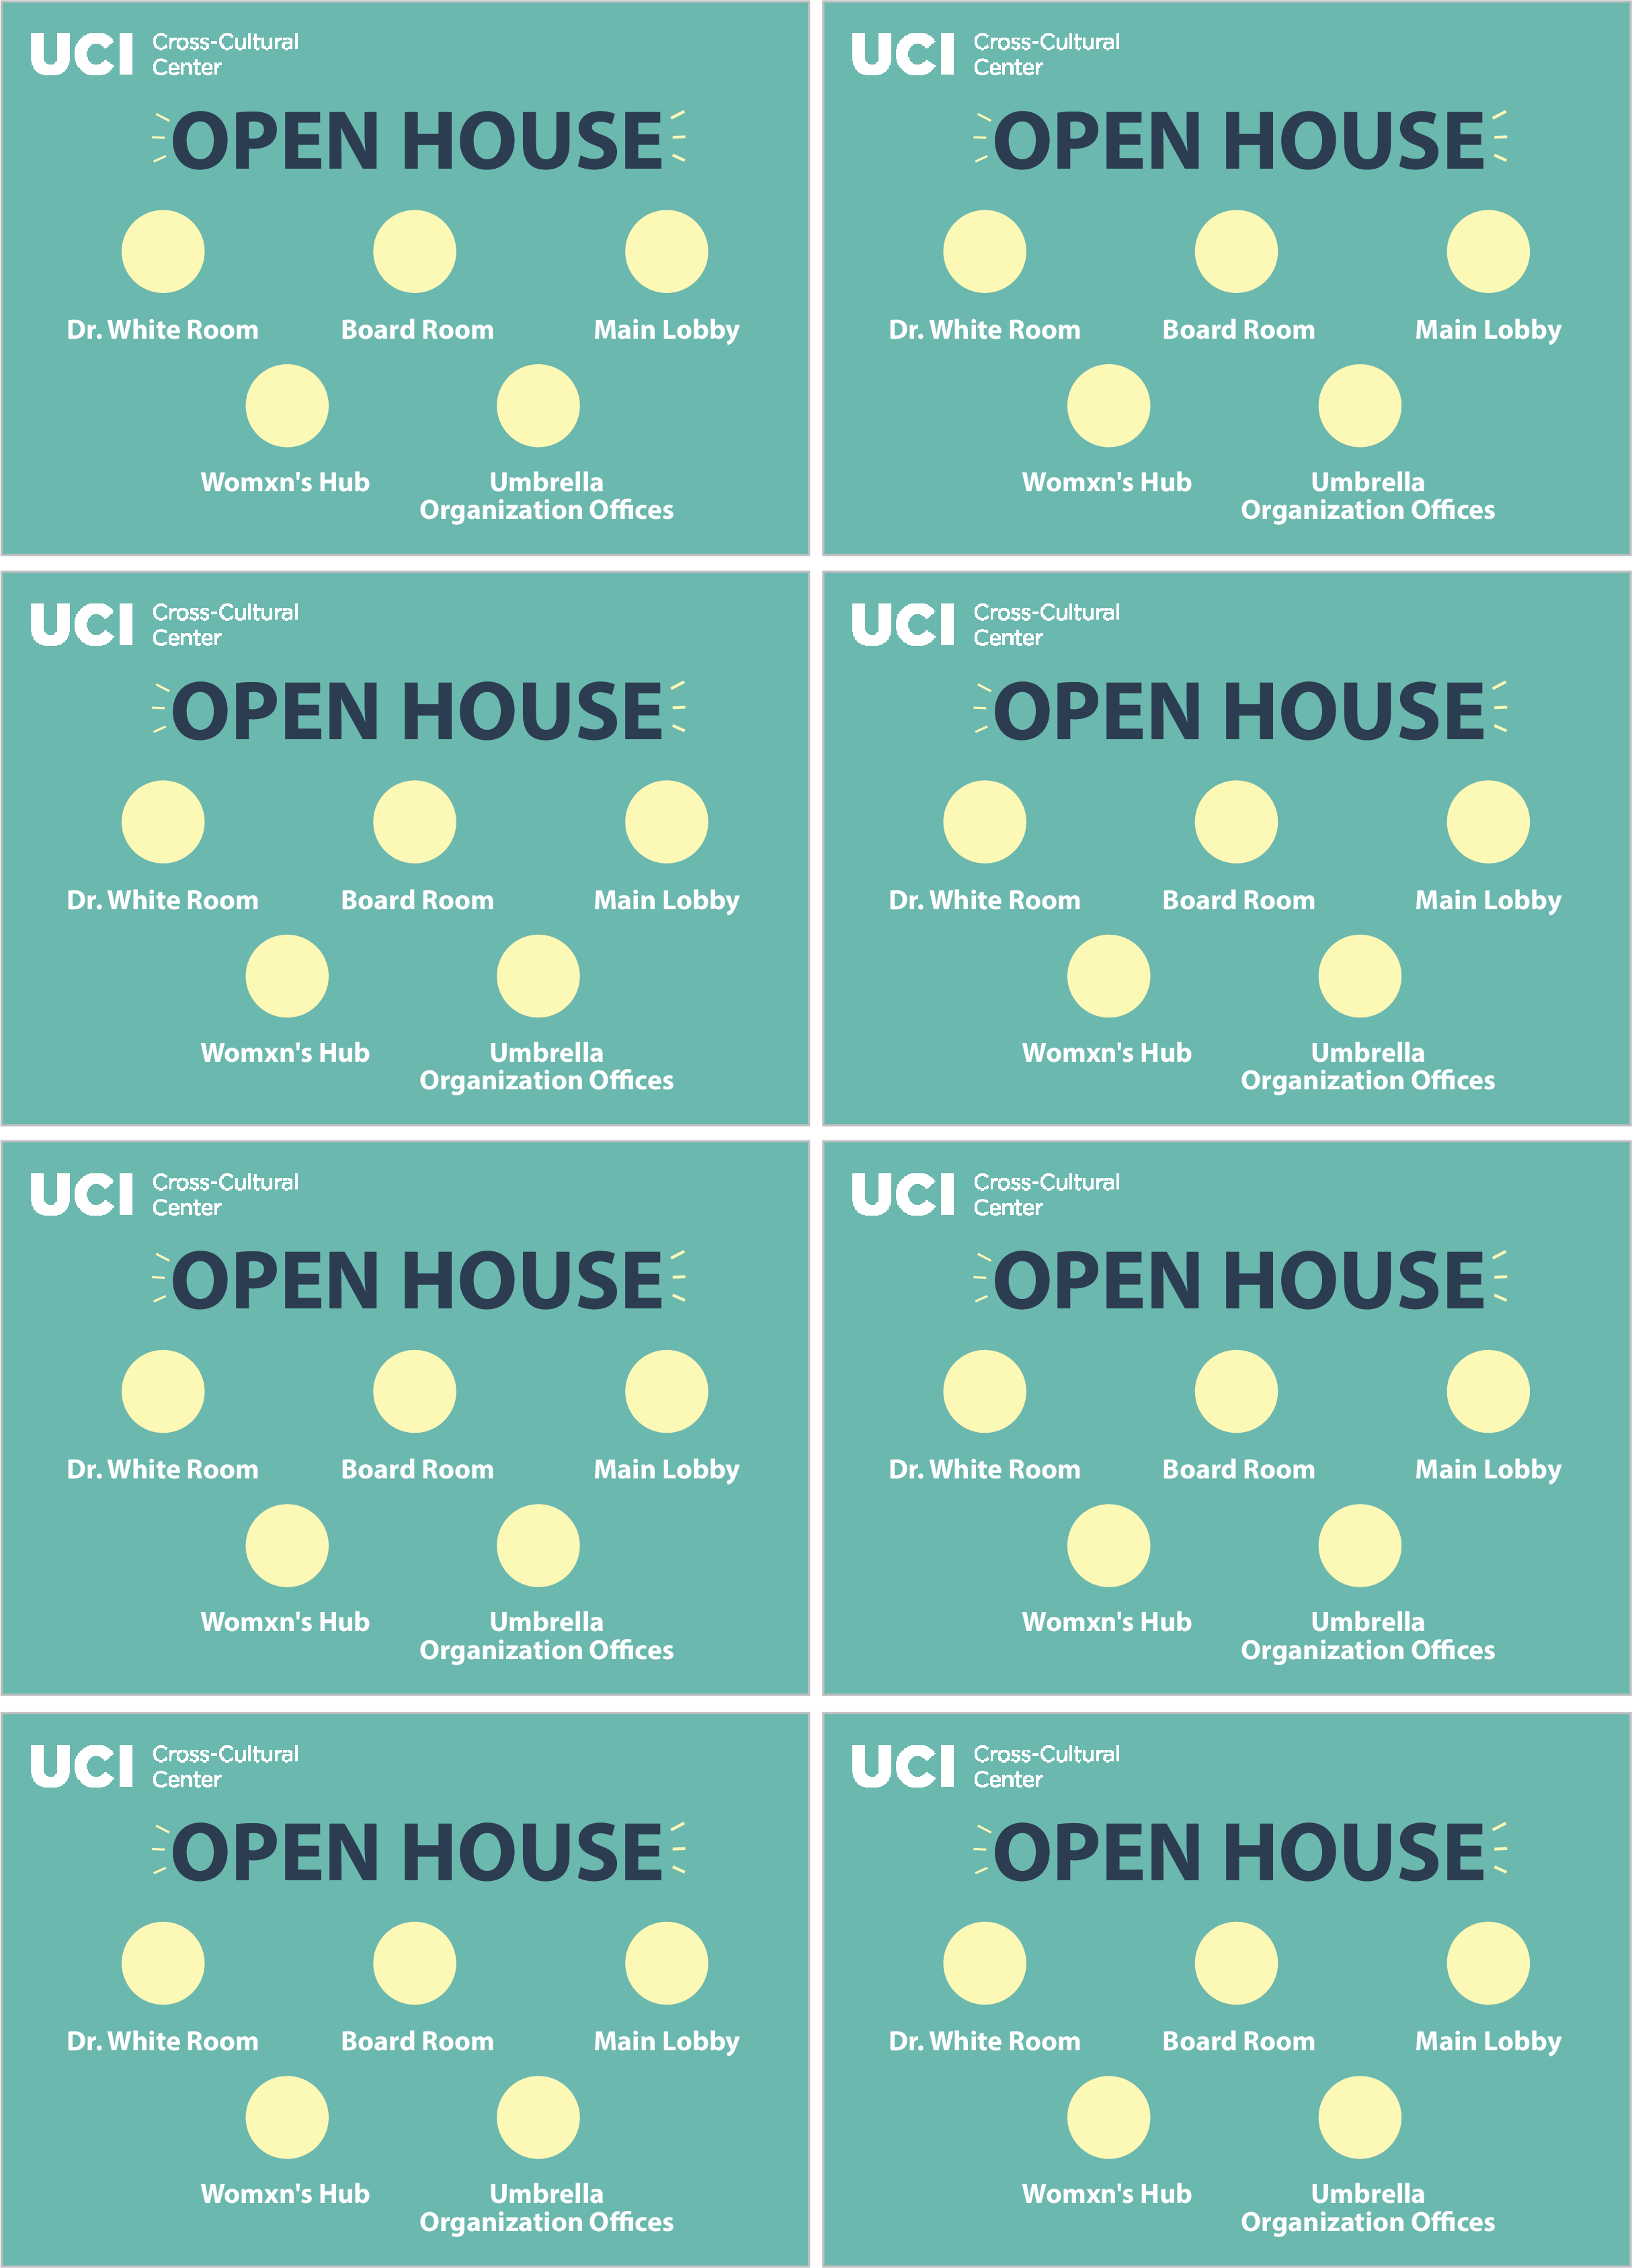 UCI Cross-Cultural
Center
OPEN HOUSE
Dr. White Room Board Room Main Lobby
Womxn's Hub Umbrella
Organization Offices
UCI Cross-Cultural
Center
OPEN HOUSE
Dr. White Room Board Room Main Lobby
Womxn's Hub Umbrella
Organization Offices
UCI Cross-Cultural
Center
OPEN HOUSE
Dr. White Room Board Room Main Lobby
Womxn's Hub Umbrella
Organization Offices
UCI Cross-Cultural
Center
OPEN HOUSE
Dr. White Room Board Room Main Lobby
Womxn's Hub Umbrella
Organization Offices
UCI Cross-Cultural
Center
OPEN HOUSE
Dr. White Room Board Room Main Lobby
Womxn's Hub Umbrella
Organization Offices
UCI Cross-Cultural
Center
OPEN HOUSE
Dr. White Room Board Room Main Lobby
Womxn's Hub Umbrella
Organization Offices
UCI Cross-Cultural
Center
OPEN HOUSE
Dr. White Room Board Room Main Lobby
Womxn's Hub Umbrella
Organization Offices
UCI Cross-Cultural
Center
OPEN HOUSE
Dr. White Room Board Room Main Lobby
Womxn's Hub Umbrella
Organization Offices